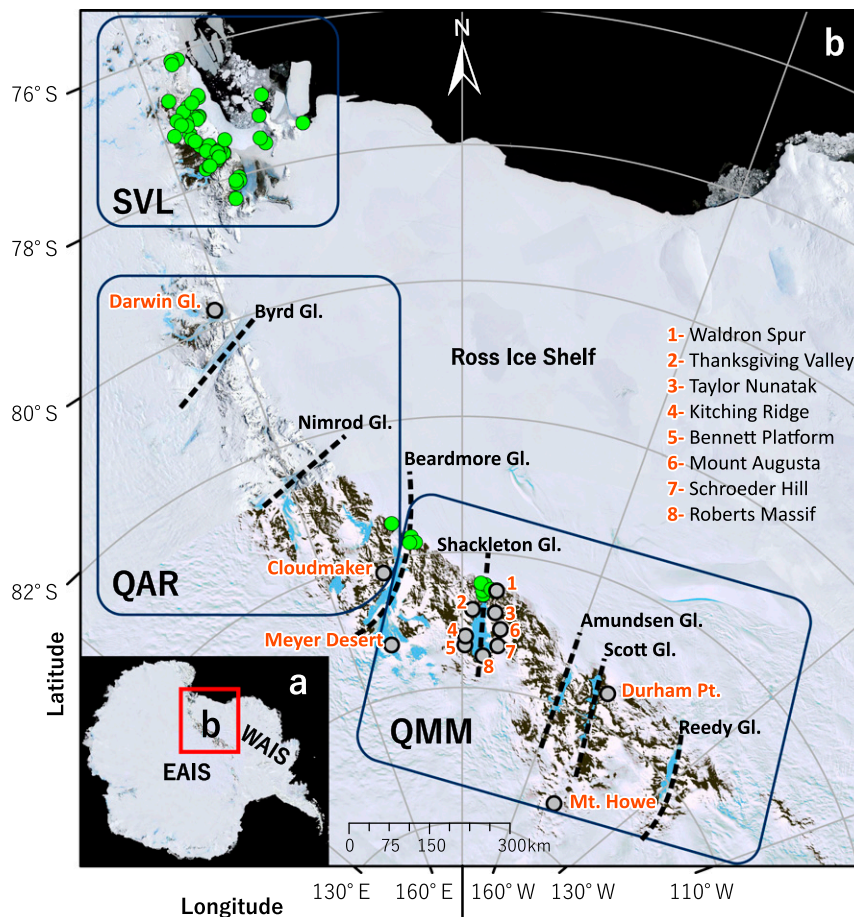 N
b
76° S
78° S
80° S
82° S
Latitude
SVL
Darwin Gl.
Byrd Gl.
Ross Ice Shelf
1- Waldron Spur
2- Thanksgiving Valley
3- Taylor Nunatak
4- Kitching Ridge
5- Bennett Platform
6- Mount Augusta
7- Schroeder Hill
8- Roberts Massif
Nimrod Gl.
Beardmore Gl.
Shackleton Gl.
QAR
Cloudmaker
Meyer Desert
1
2
3
4
6
5
7
8
Amundsen Gl.
Scott Gl.
Durham Pt.
Reedy Gl.
QMM
Mt. Howe
a
b
WAIS
EAIS
0 75 150 300km
130° E 160° E 160° W 130° W 110° W
Longitude